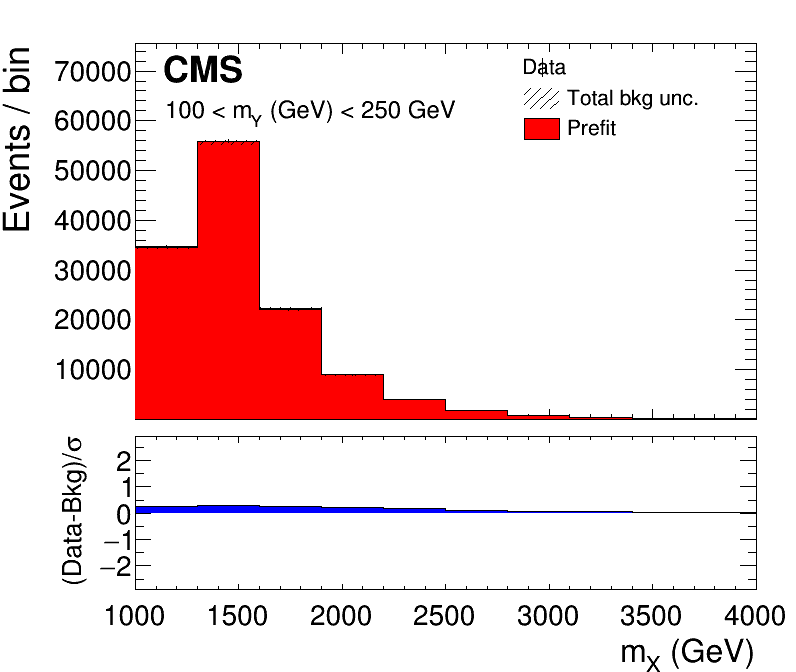 CMS
100 < mY (GeV) < 250 GeV
Data
Total bkg unc.
Prefit
Events / bin
70000
60000
50000
40000
30000
20000
10000
(Data-Bkg)/σ
2
1
0
−1
−2
1000 1500 2000 2500 3000 3500 4000
mX (GeV)